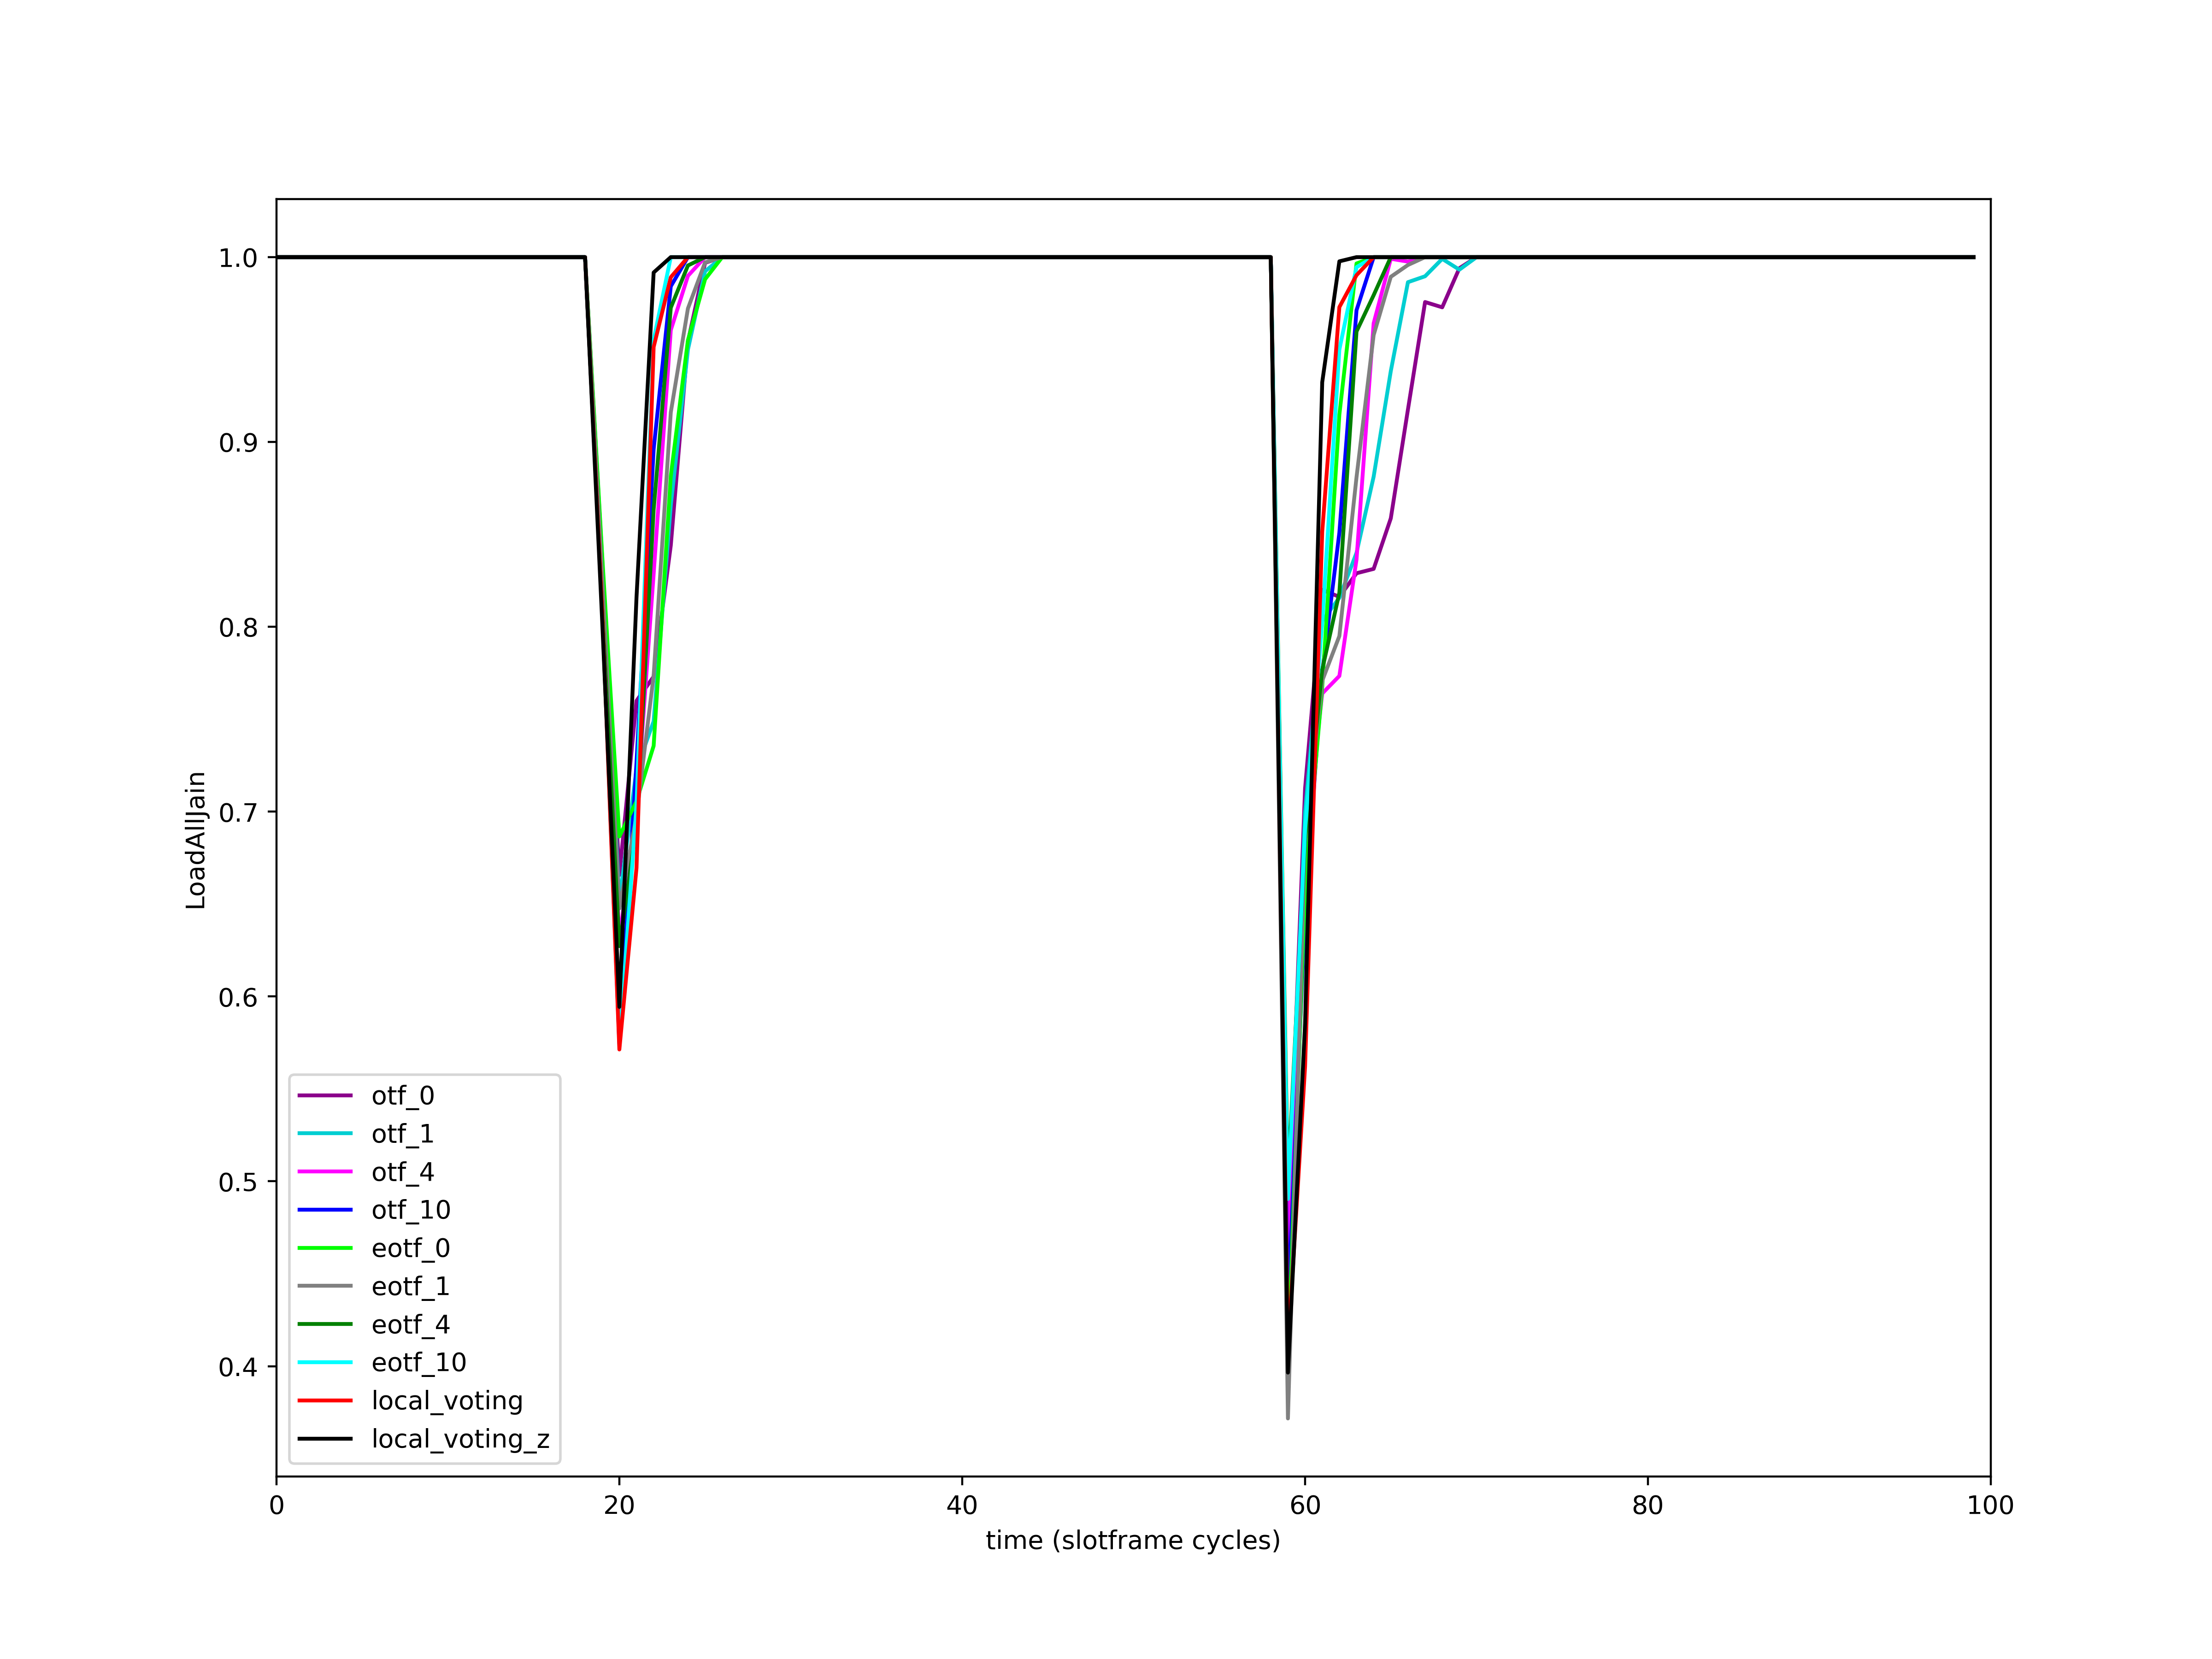 1.0
0.9
0.8
0.7
0.6
0.5
0.4
LoadAllJain
otf_0
otf_1
otf_4
otf_10
eotf_0
eotf_1
eotf_4
eotf_10
local_voting
local_voting_z
0 20 40 60 80 100
time (slotframe cycles)